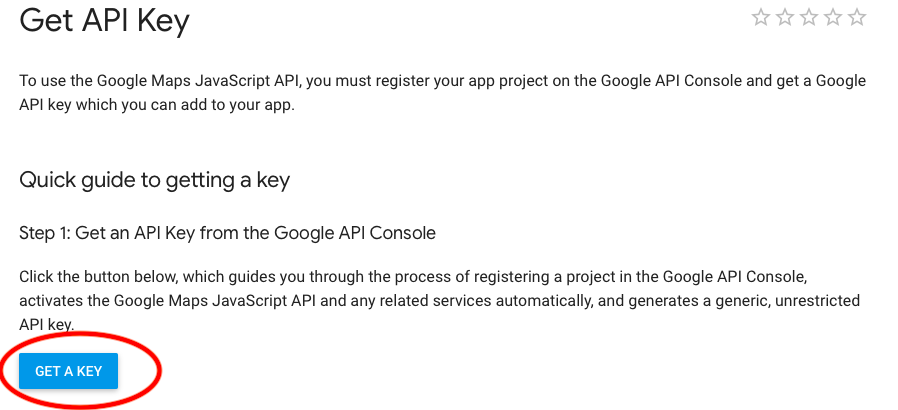 Get API Key
To use the Google Maps JavaScript API, you must register your app project on the Google API Console and get a Google
API key which you can add to your app.
Quick guide to getting a key
Step 1: Get an API Key from the Google API Console
Click the button below, which guides you through the process of registering a project in the Google API Console,
activates the Google Maps JavaScript API and any related services automatically, and generates a generic, unrestricted
API key.
GET A KEY